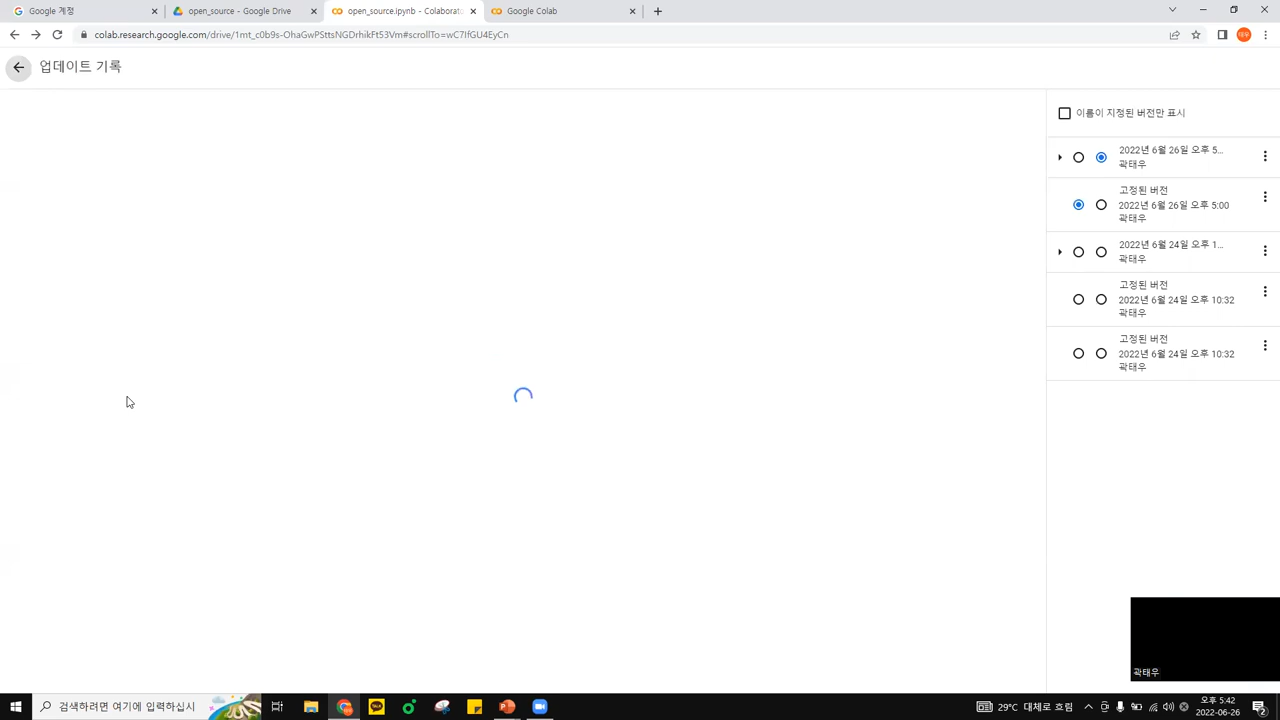 Google 계정
open_source - Google Drive
open_source.ipynb - Colaborato
Google Colab
colab.research.google.com/drive/1mt_c0b9s-OhaGwPSttsNGDrhikFt53Vm#scrollTo=wC7IfGU4EyCn
태우
업데이트 기록
이름이 지정된 버전만 표시
2022년 6월 26일 오후 5...
곽태우
고정된 버전
2022년 6월 26일 오후 5:00
곽태우
2022년 6월 24일 오후 1...
곽태우
고정된 버전
2022년 6월 24일 오후 10:32
곽태우
고정된 버전
2022년 6월 24일 오후 10:32
곽태우
곽태우
검색하려면 여기에 입력하십시
29°C 대체로 흐림
오후 5:42
2022-06-26